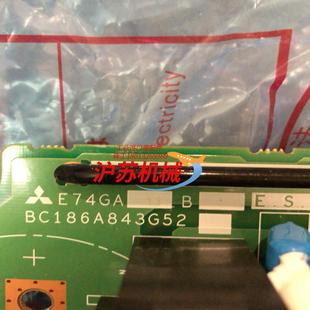 ectricity
沪苏机械
E74GA B E S
BC186A843G52